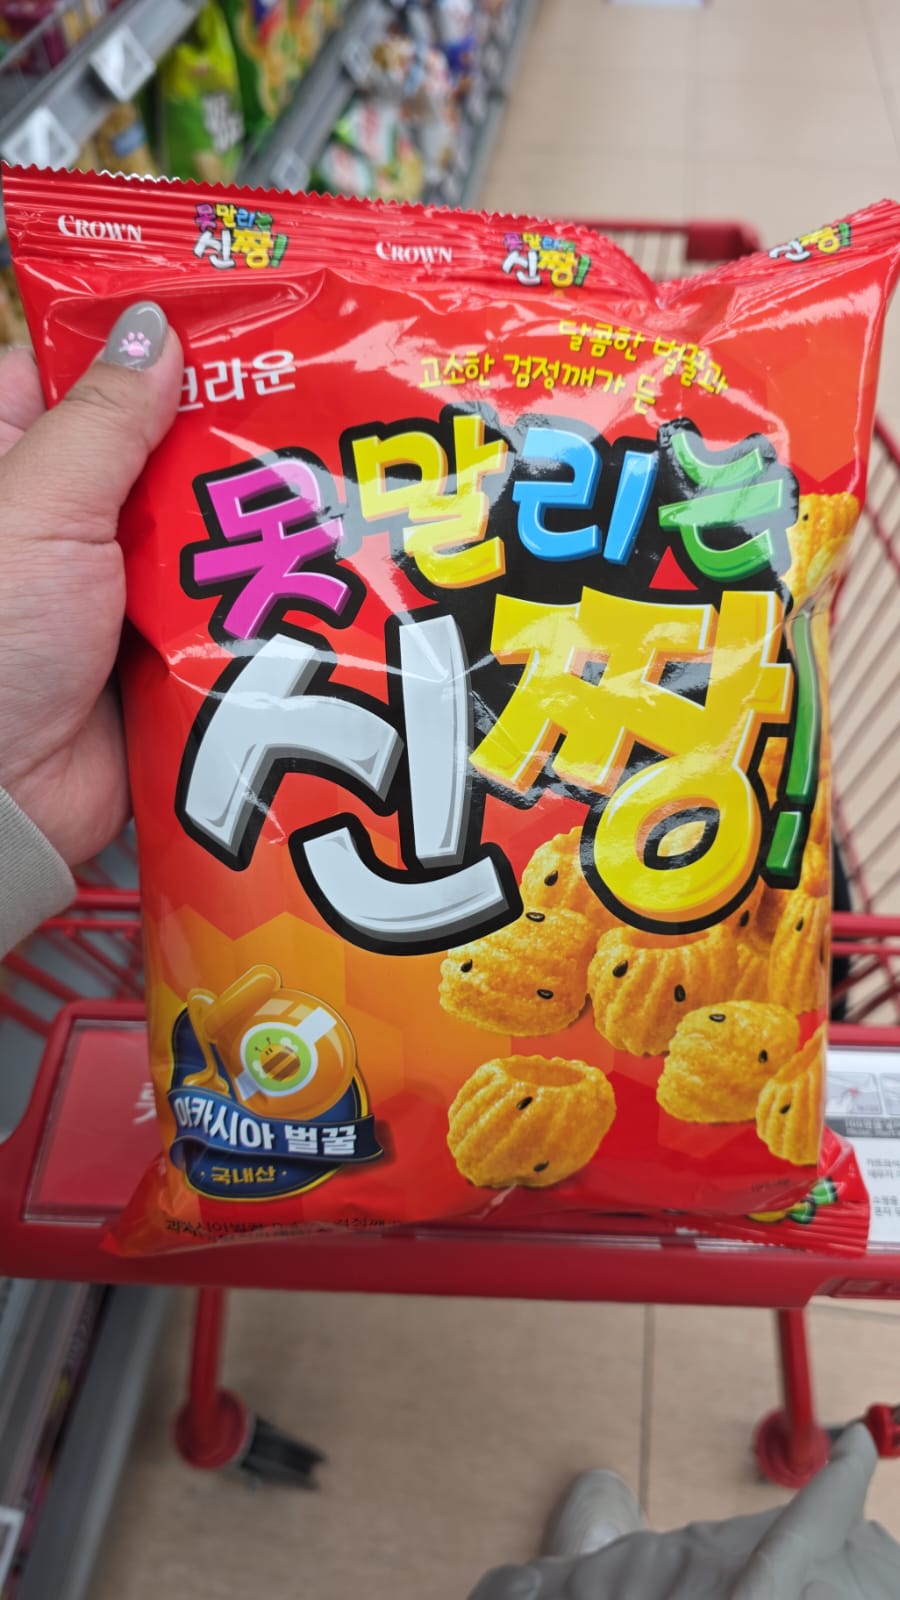 CROWN
못말리는
신짱!
CROWN
못말리는
신짱!
신짱!
크라운
달콤한 벌꿀과
고소한 검정깨가 든
못말리는
신짱!
아카시아 벌꿀
·국내산·